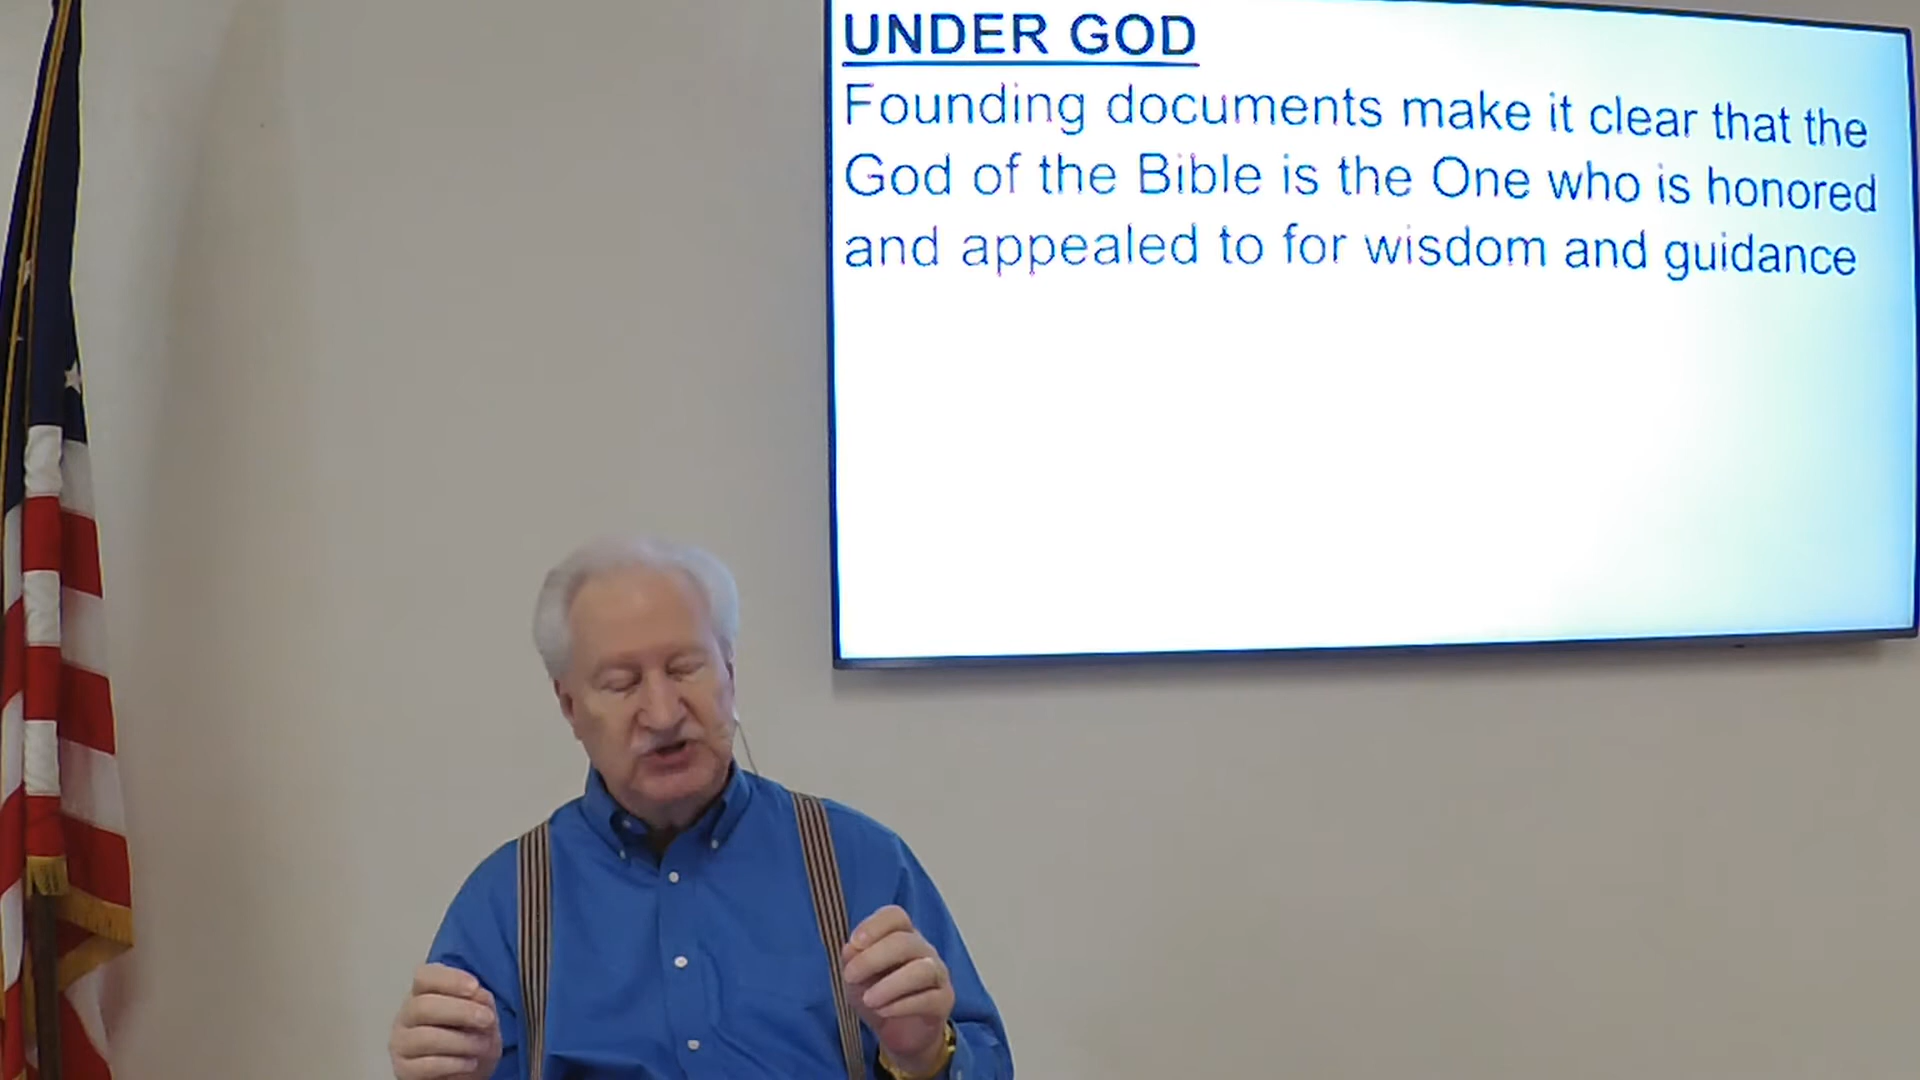 UNDER GOD
Founding documents make it clear that the
God of the Bible is the One who is honored
and appealed to for wisdom and guidance